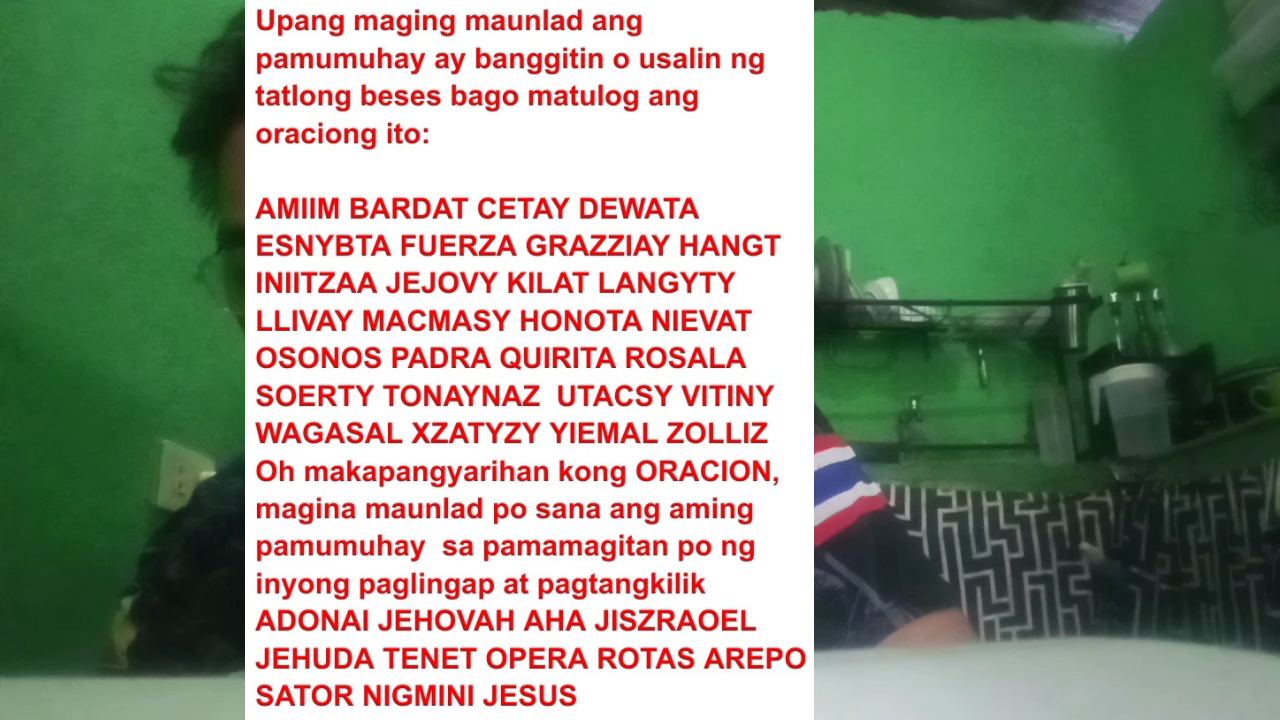 Upang maging maunlad ang
pamumuhay ay banggitin o usalin ng
tatlong beses bago matulog ang
oraciong ito:
AMIIM BARDAT CETAY DEWATA
ESNYBTA FUERZA GRAZZIAY HANGT
INIITZAA JEJOVY KILAT LANGYTY
LLIVAY MACMASY HONOTA NIEVAT
OSONOS PADRA QUIRITA ROSALA
SOERTY TONAYNAZ UTACSY VITINY
WAGASAL XZATYZY YIEMAL ZOLLIZ
Oh makapangyarihan kong ORACION,
magina maunlad po sana ang aming
pamumuhay sa pamamagitan po ng
inyong paglingap at pagtangkilik
ADONAI JEHOVAH AHA JISZRAOEL
JEHUDA TENET OPERA ROTAS AREPO
SATOR NIGMINI JESUS